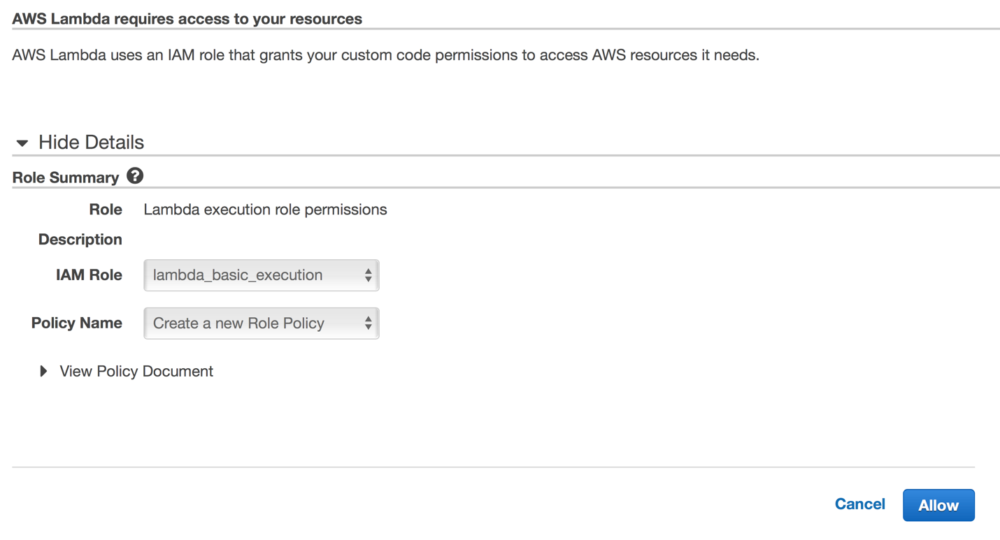 AWS Lambda requires access to your resources
AWS Lambda uses an IAM role that grants your custom code permissions to access AWS resources it needs.
Hide Details
Role Summary ?
Role Lambda execution role permissions
Description
IAM Role lambda_basic_execution
Policy Name Create a new Role Policy
View Policy Document
Cancel Allow